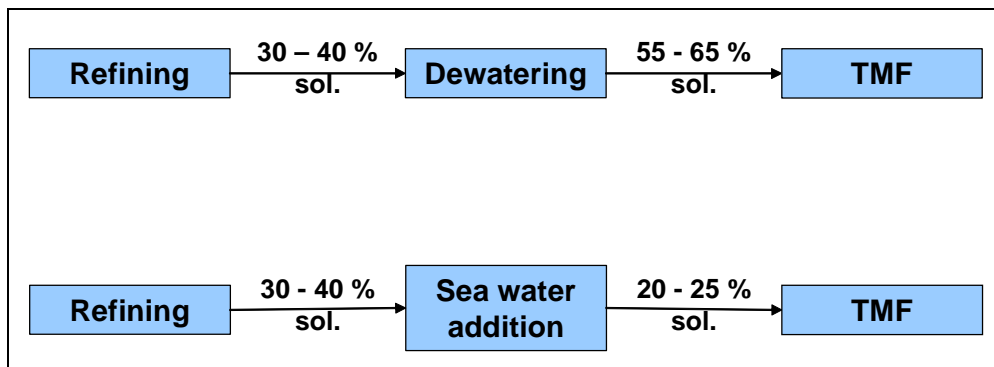 Refining
30 – 40 %
sol.
Dewatering
55 - 65 %
sol.
TMF
Refining
30 - 40 %
sol.
Sea water
addition
20 - 25 %
sol.
TMF